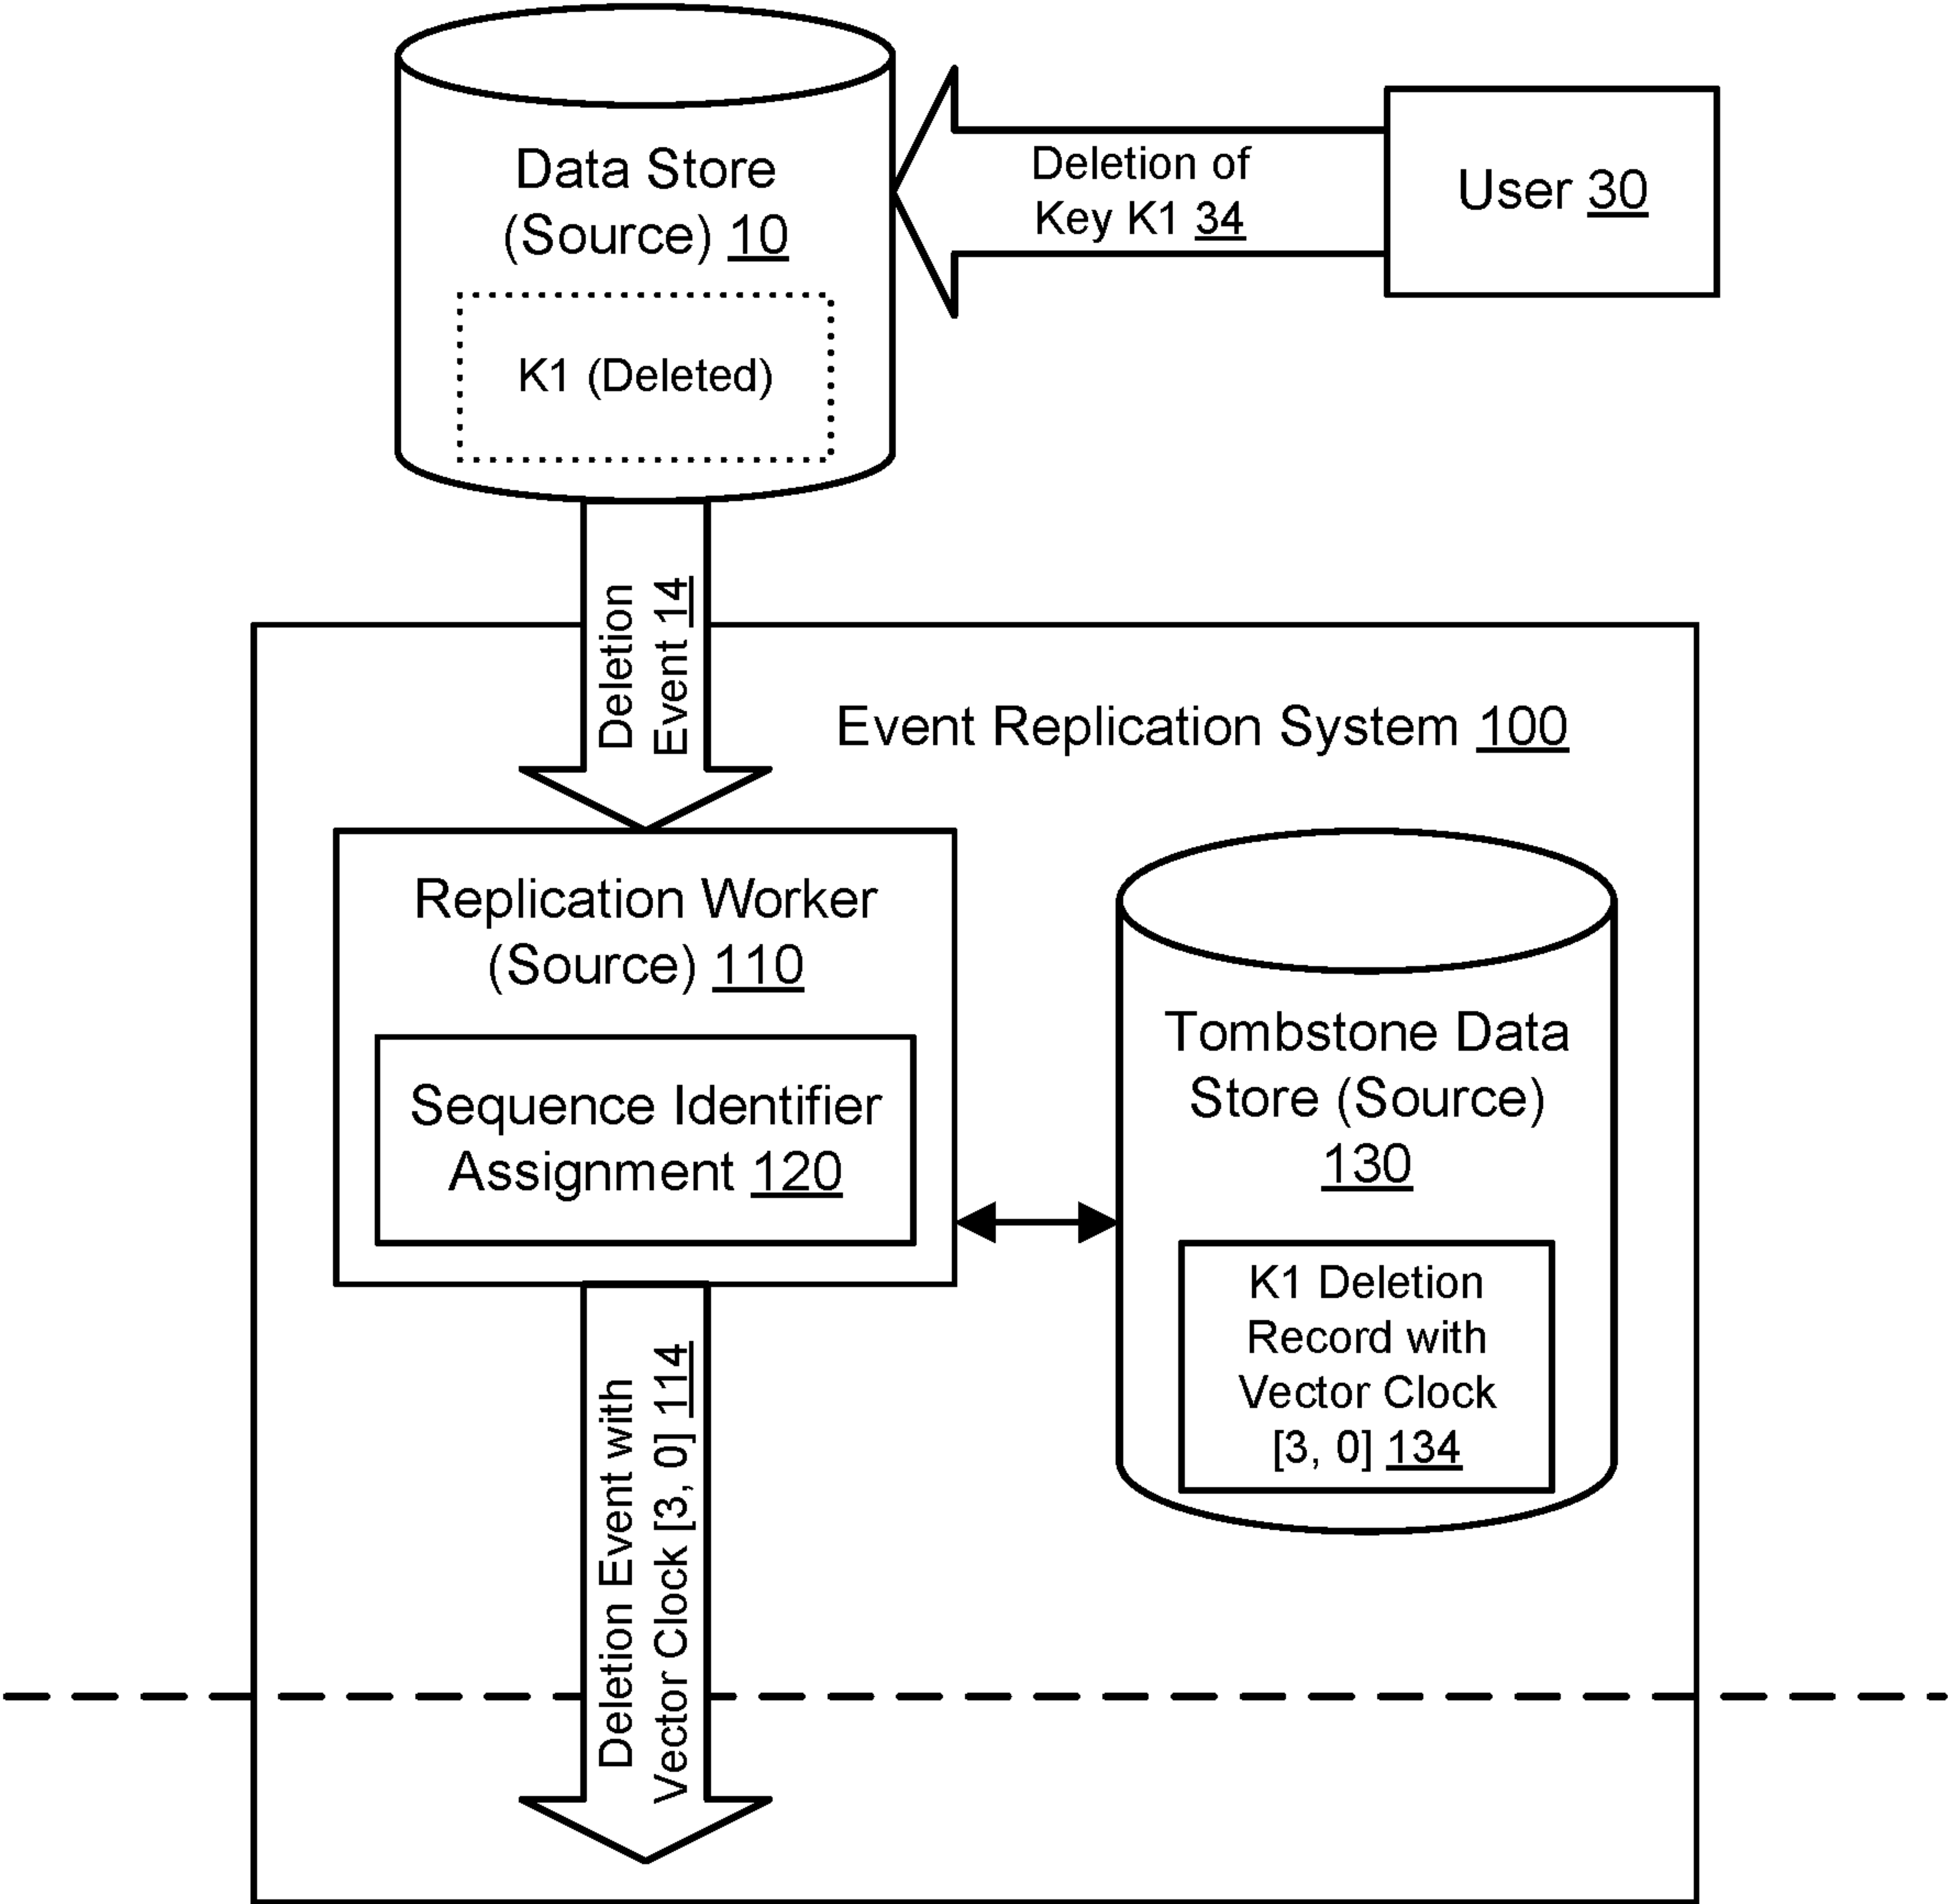 Data Store
(Source) 10
K1 (Deleted)
Deletion of
Key K1 34
User 30
Deletion
Event 14
Event Replication System 100
Replication Worker
(Source) 110
Sequence Identifier
Assignment 120
Tombstone Data
Store (Source)
130
K1 Deletion
Record with
Vector Clock
[3, 0] 134
Deletion Event with
Vector Clock [3, 0] 114